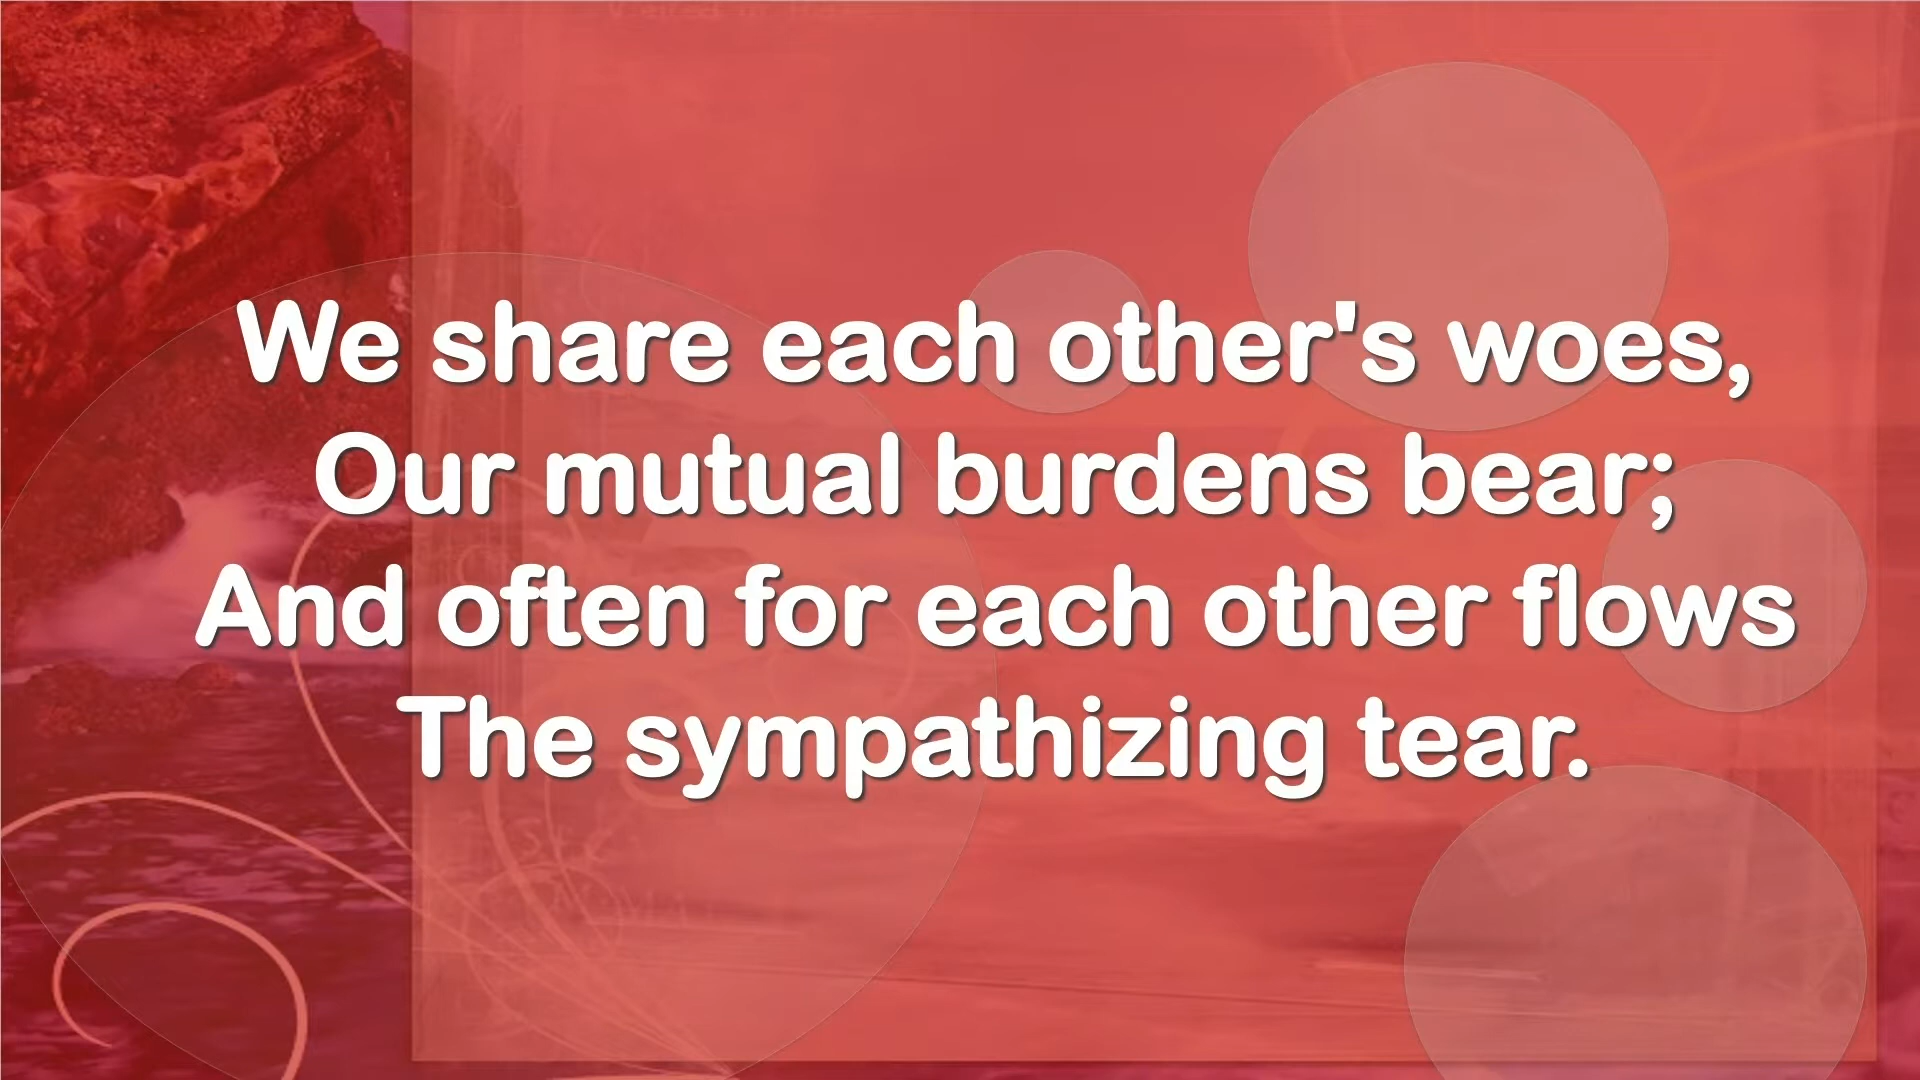 We share each other's woes,
Our mutual burdens bear;
And often for each other flows
The sympathizing tear.